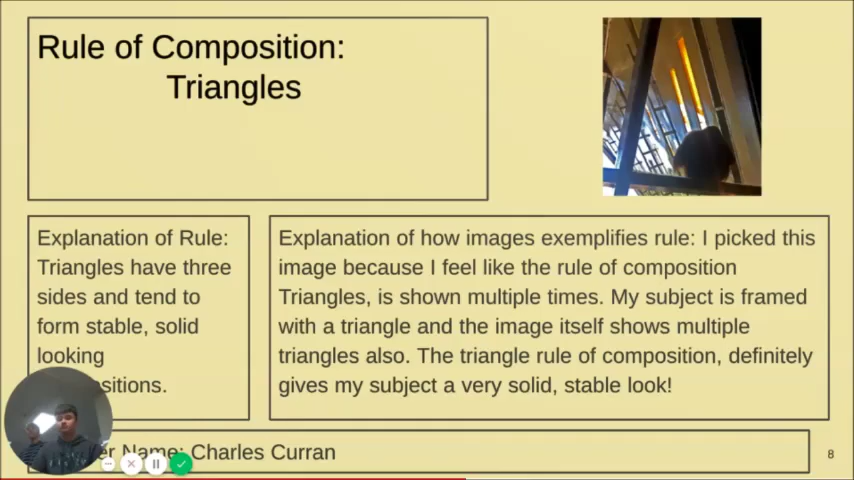 Rule of Composition:
Triangles
Explanation of Rule:
Triangles have three
sides and tend to
form stable, solid
looking
Explanation of how images exemplifies rule: I picked this
image because I feel like the rule of composition
Triangles, is shown multiple times. My subject is framed
with a triangle and the image itself shows multiple
triangles also. The triangle rule of composition, definitely
gives my subject a very solid, stable look!
Name: Charles Curran
8